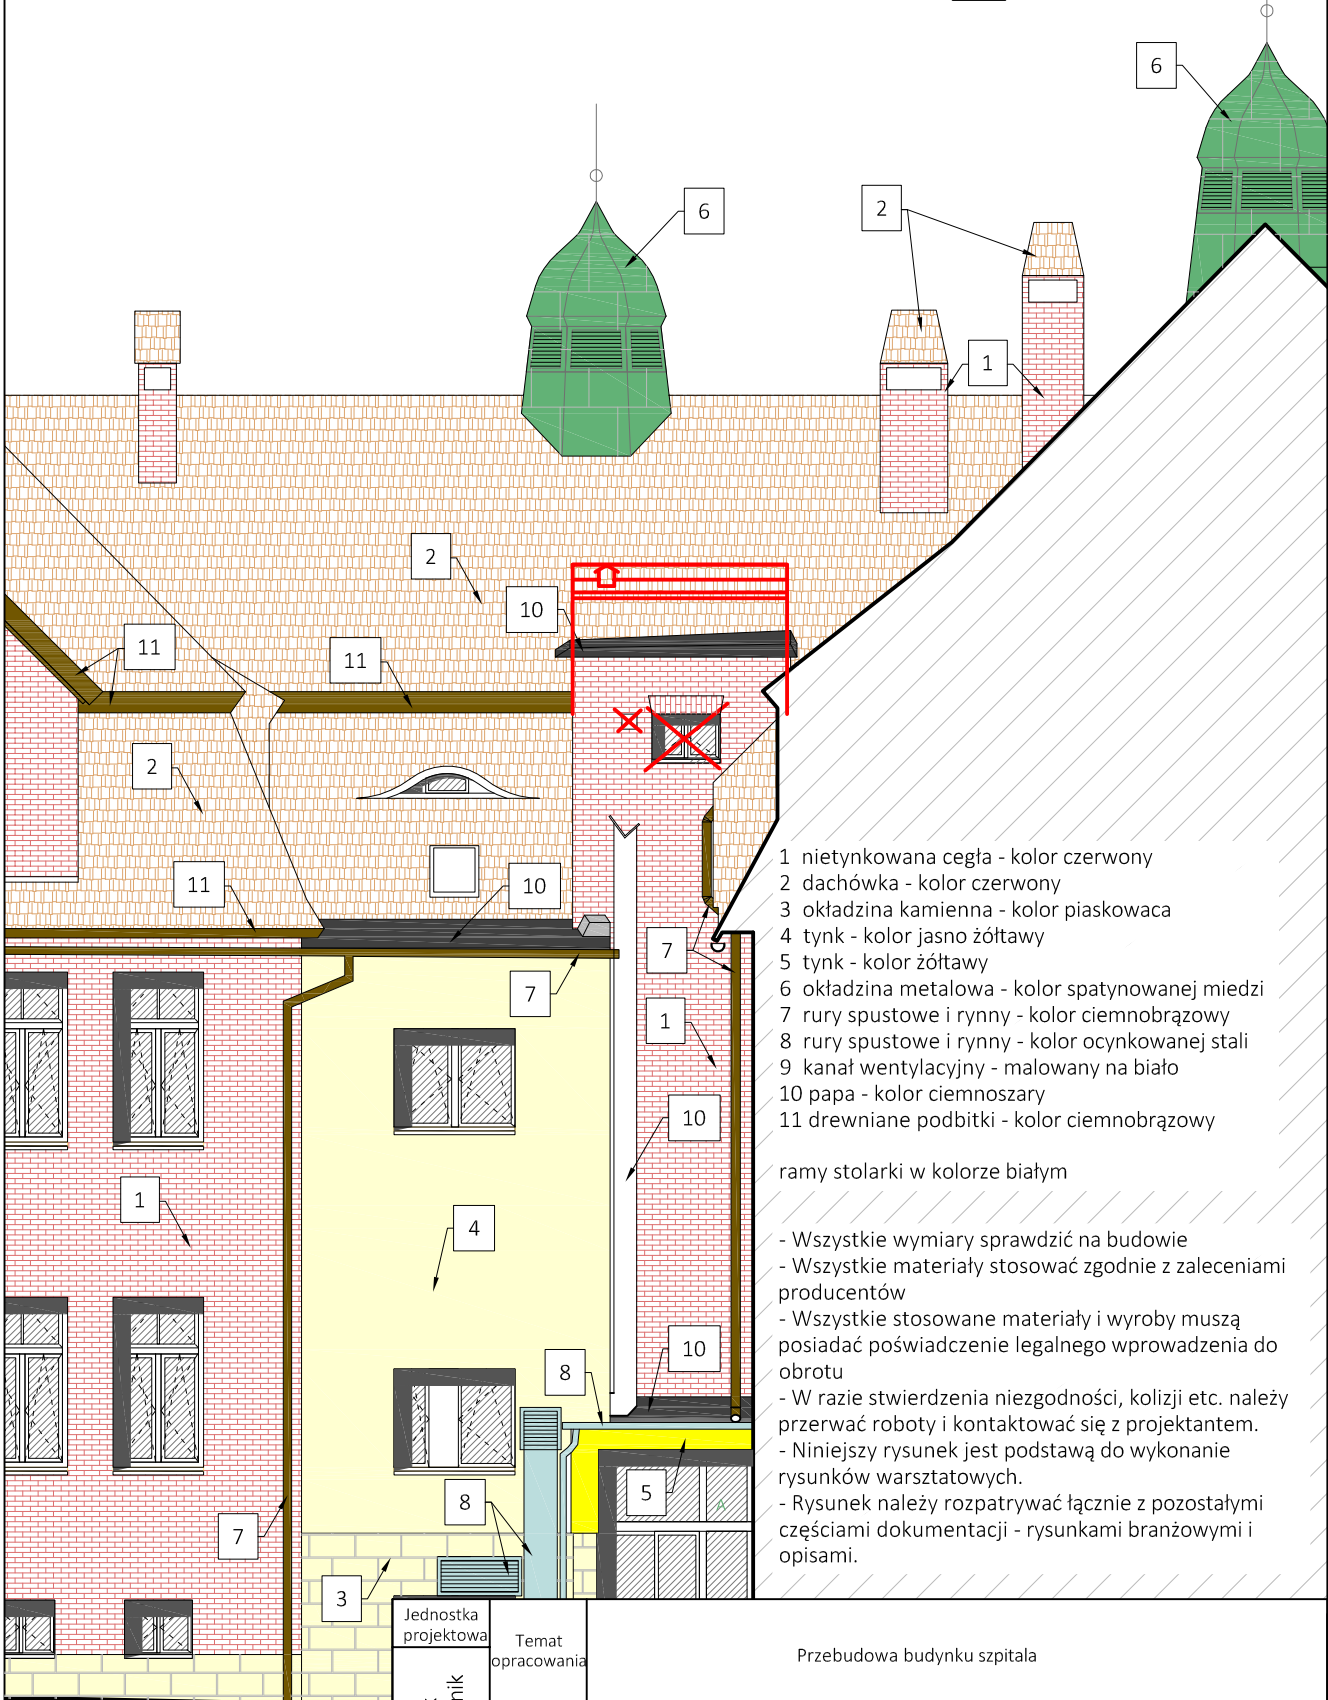 6
6
2
1
2
10
11
11
2
11
10
7
7
1
10
1
4
10
8
5
8
7
3
1 nietynkowana cegła - kolor czerwony
2 dachówka - kolor czerwony
3 okładzina kamienna - kolor piaskowaca
4 tynk - kolor jasno żółtawy
5 tynk - kolor żółtawy
6 okładzina metalowa - kolor spatynowanej miedzi
7 rury spustowe i rynny - kolor ciemnobrązowy
8 rury spustowe i rynny - kolor ocynkowanej stali
9 kanał wentylacyjny - malowany na biało
10 papa - kolor ciemnoszary
11 drewniane podbitki - kolor ciemnobrązowy
ramy stolarki w kolorze białym
- Wszystkie wymiary sprawdzić na budowie
- Wszystkie materiały stosować zgodnie z zaleceniami
producentów
- Wszystkie stosowane materiały i wyroby muszą
posiadać poświadczenie legalnego wprowadzenia do
obrotu
- W razie stwierdzenia niezgodności, kolizji etc. należy
przerwać roboty i kontaktować się z projektantem.
- Niniejszy rysunek jest podstawą do wykonanie
rysunków warsztatowych.
- Rysunek należy rozpatrywać łącznie z pozostałymi
częściami dokumentacji - rysunkami branżowymi i
opisami.
A
Jednostka
projektowa
Temat
opracowania
Przebudowa budynku szpitala
nik